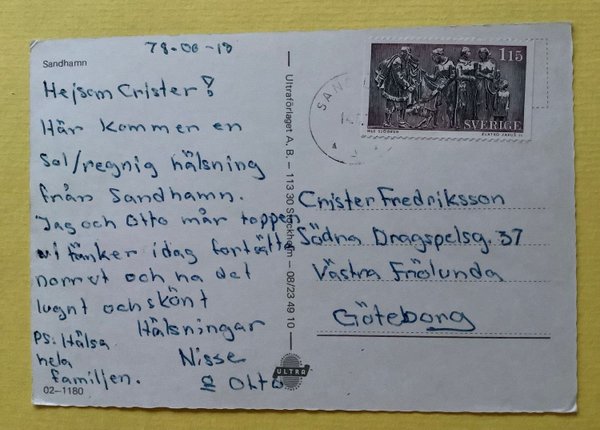 Sandhamn
78-06-18
Hejsom Crister!
Här kommer en
Sol/regnig hälsning
från Sandhamn.
Jag och Otto mår toppen
vi tänker idag fortsätta
norrut och ha det
lugnt och skönt
Hälsningar
Nisse
o Otto
PS: Hälsa
hela
familjen.
02-1180
Ultraförlaget A, B. – 113 30 Stockholm – 08/23 49 10
ULTRA
SAN
115
SVERIGE
Crister Fredriksson
Södra Dragspelsg. 37
Västra Frölunda
Göteborg